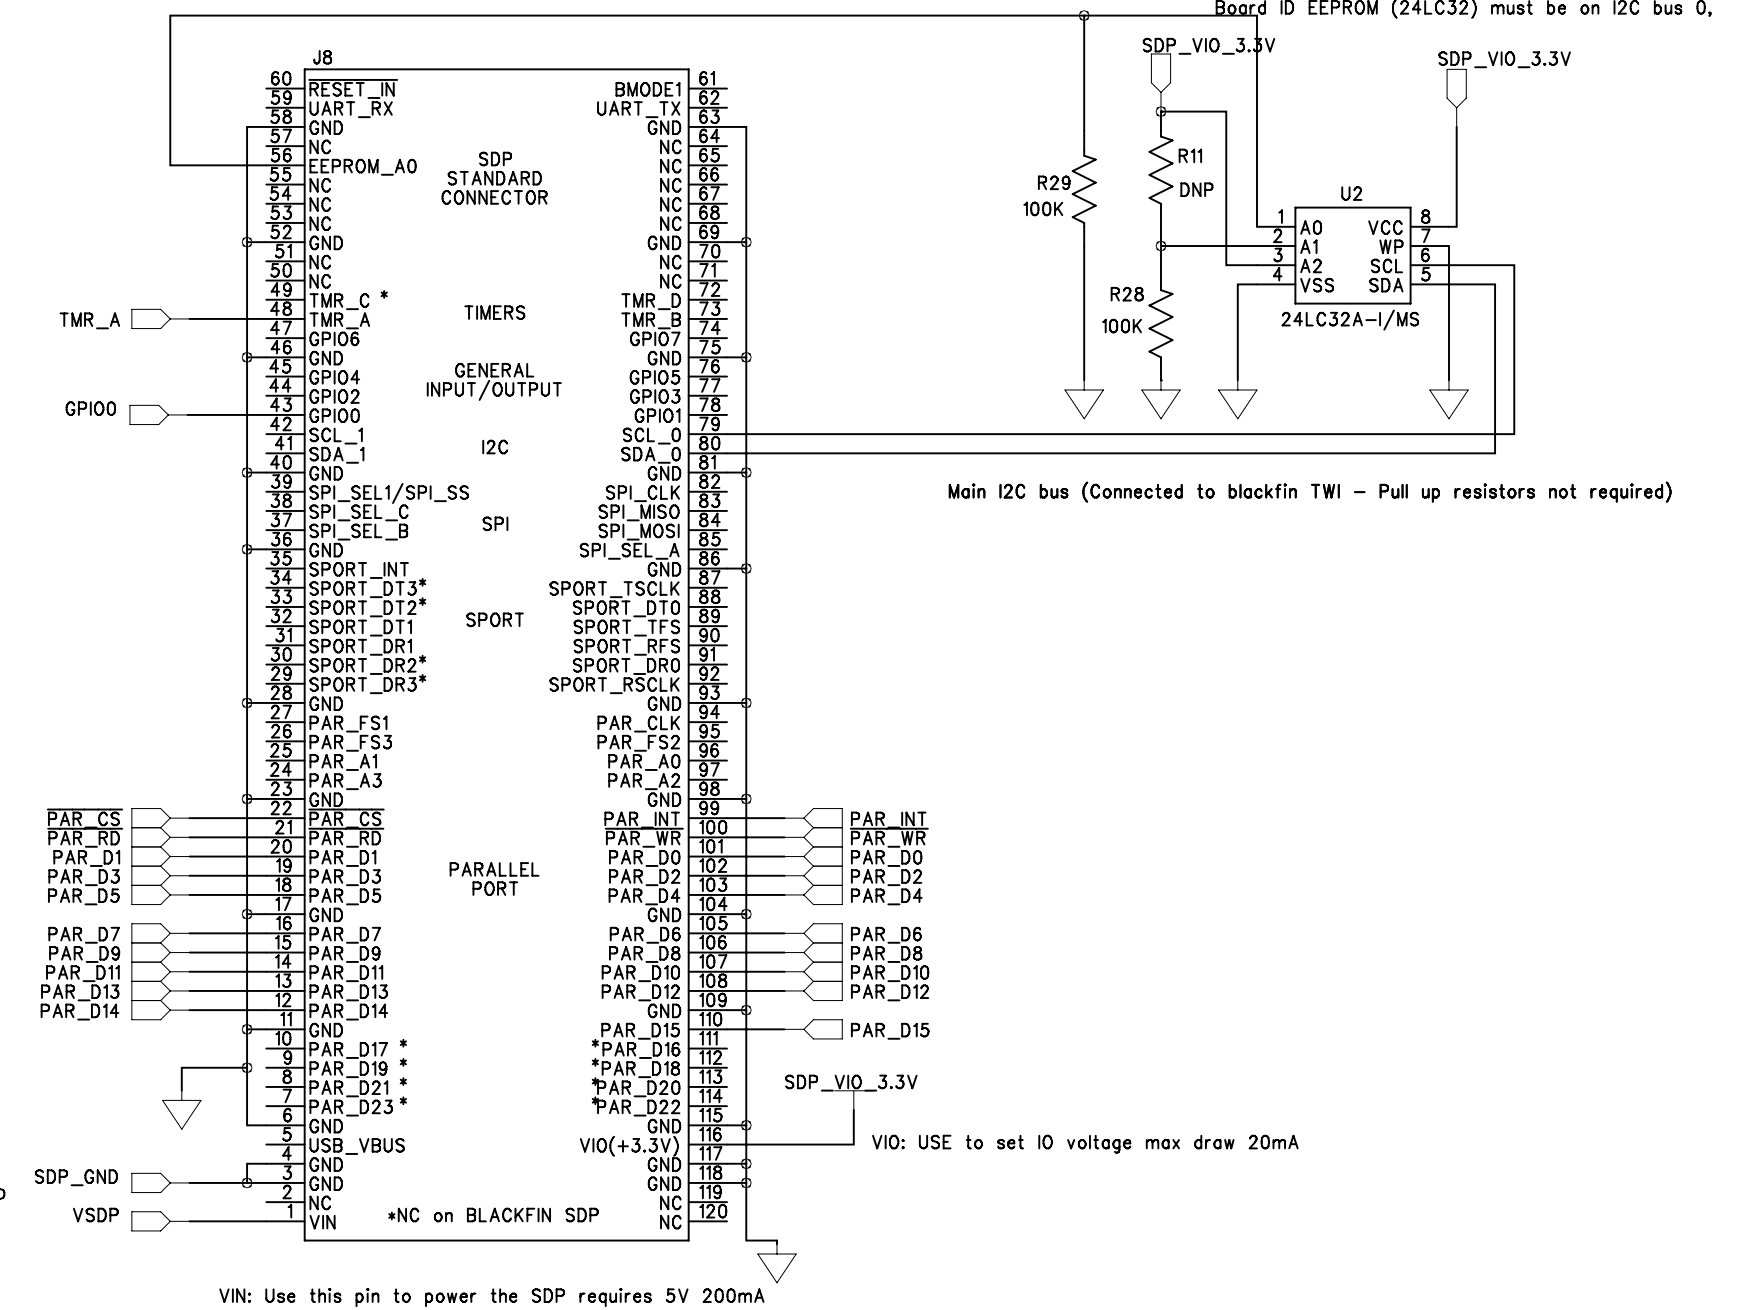 Board ID EEPROM (24LC32) must be on I2C bus 0,
SDP_VIO_3.3V
SDP_VIO_3.3V
J8
60 RESET_IN BMODE1 61
59 UART_RX UART_TX 62
58 GND GND 63
57 NC NC 64
56 EEPROM_A0 NC 65
55 NC NC 66
54 NC NC 67
53 NC NC 68
52 GND GND 69
51 NC NC 70
50 NC NC 71
49 TMR_C * TMR_D 72
TMR_A 48 TMR_A TMR_B 73
47 GPIO6 GPIO7 74
46 GND GND 75
45 GPIO4 GPIO5 76
44 GPIO2 GPIO3 77
GPIO0 43 GPIO0 GPIO1 78
42 SCL_1 SCL_0 79
41 SDA_1 SDA_0 80
40 GND GND 81
39 SPI_SEL1/SPI_SS SPI_CLK 82
38 SPI_SEL_C SPI_MISO 83
37 SPI_SEL_B SPI_MOSI 84
36 GND SPI_SEL_A 85
35 SPORT_INT GND 86
34 SPORT_DT3* SPORT_TSCLK 87
33 SPORT_DT2* SPORT_DT0 88
32 SPORT_DT1 SPORT_TFS 89
31 SPORT_DR1 SPORT_RFS 90
30 SPORT_DR2* SPORT_DR0 91
29 SPORT_DR3* SPORT_RSCLK 92
28 GND GND 93
27 PAR_FS1 PAR_CLK 94
26 PAR_FS3 PAR_FS2 95
25 PAR_A1 PAR_A0 96
24 PAR_A3 PAR_A2 97
23 GND GND 98
PAR_CS 22 PAR_CS PAR_INT 99 PAR_INT
PAR_RD 21 PAR_RD PAR_WR 100 PAR_WR
PAR_D1 20 PAR_D1 PAR_D0 101 PAR_D0
PAR_D3 19 PAR_D3 PAR_D2 102 PAR_D2
PAR_D5 18 PAR_D5 PAR_D4 103 PAR_D4
17 GND GND 104
PAR_D7 16 PAR_D7 PAR_D6 105 PAR_D6
PAR_D9 15 PAR_D9 PAR_D8 106 PAR_D8
PAR_D11 14 PAR_D11 PAR_D10 107 PAR_D10
PAR_D13 13 PAR_D13 PAR_D12 108 PAR_D12
PAR_D14 12 PAR_D14 GND 109
11 GND PAR_D15 110 PAR_D15
10 PAR_D17 * *PAR_D16 111
9 PAR_D19 * *PAR_D18 112
8 PAR_D21 * *PAR_D20 113
7 PAR_D23 * *PAR_D22 114
6 GND GND 115
5 USB_VBUS VIO(+3.3V) 116
4 GND GND 117
SDP_GND 3 GND GND 118
2 NC NC 119
VSDP 1 VIN NC 120
SDP
STANDARD
CONNECTOR
TIMERS
GENERAL
INPUT/OUTPUT
I2C
SPI
SPORT
PARALLEL
PORT
*NC on BLACKFIN SDP
SDP_VIO_3.3V
VIO: USE to set IO voltage max draw 20mA
VIN: Use this pin to power the SDP requires 5V 200mA
R29
100K
R11
DNP
R28
100K
U2
1 A0 VCC 8
2 A1 WP 7
3 A2 SCL 6
4 VSS SDA 5
24LC32A-I/MS
Main I2C bus (Connected to blackfin TWI - Pull up resistors not required)